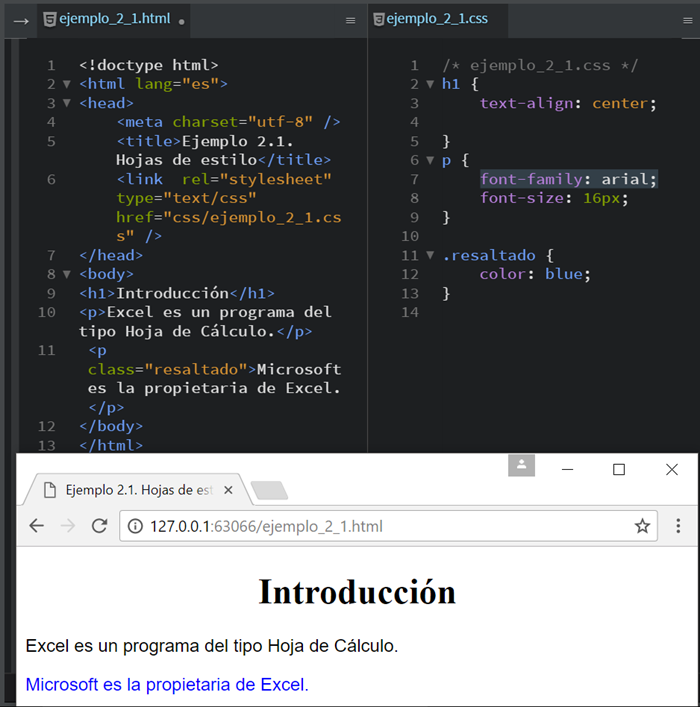 ejemplo_2_1.html
1 <!doctype html>
2 <html lang="es">
3 <head>
4 <meta charset="utf-8" />
5 <title>Ejemplo 2.1.
Hojas de estilo</title>
6 <link  rel="stylesheet"
type="text/css"
href="css/ejemplo_2_1.cs
s" />
7 </head>
8 <body>
9 <h1>Introducción</h1>
10 <p>Excel es un programa del
tipo Hoja de Cálculo.</p>
11 <p
class="resaltado">Microsoft
es la propietaria de Excel.
</p>
12 </body>
13 </html>
ejemplo_2_1.css
1 /* ejemplo_2_1.css */
2 h1 {
3 text-align: center;
4
5 }
6 p {
7 font-family: arial;
8 font-size: 16px;
9 }
10
11 .resaltado {
12 color: blue;
13 }
14
Ejemplo 2.1. Hojas de est
127.0.0.1:63066/ejemplo_2_1.html
Introducción
Excel es un programa del tipo Hoja de Cálculo.
Microsoft es la propietaria de Excel.